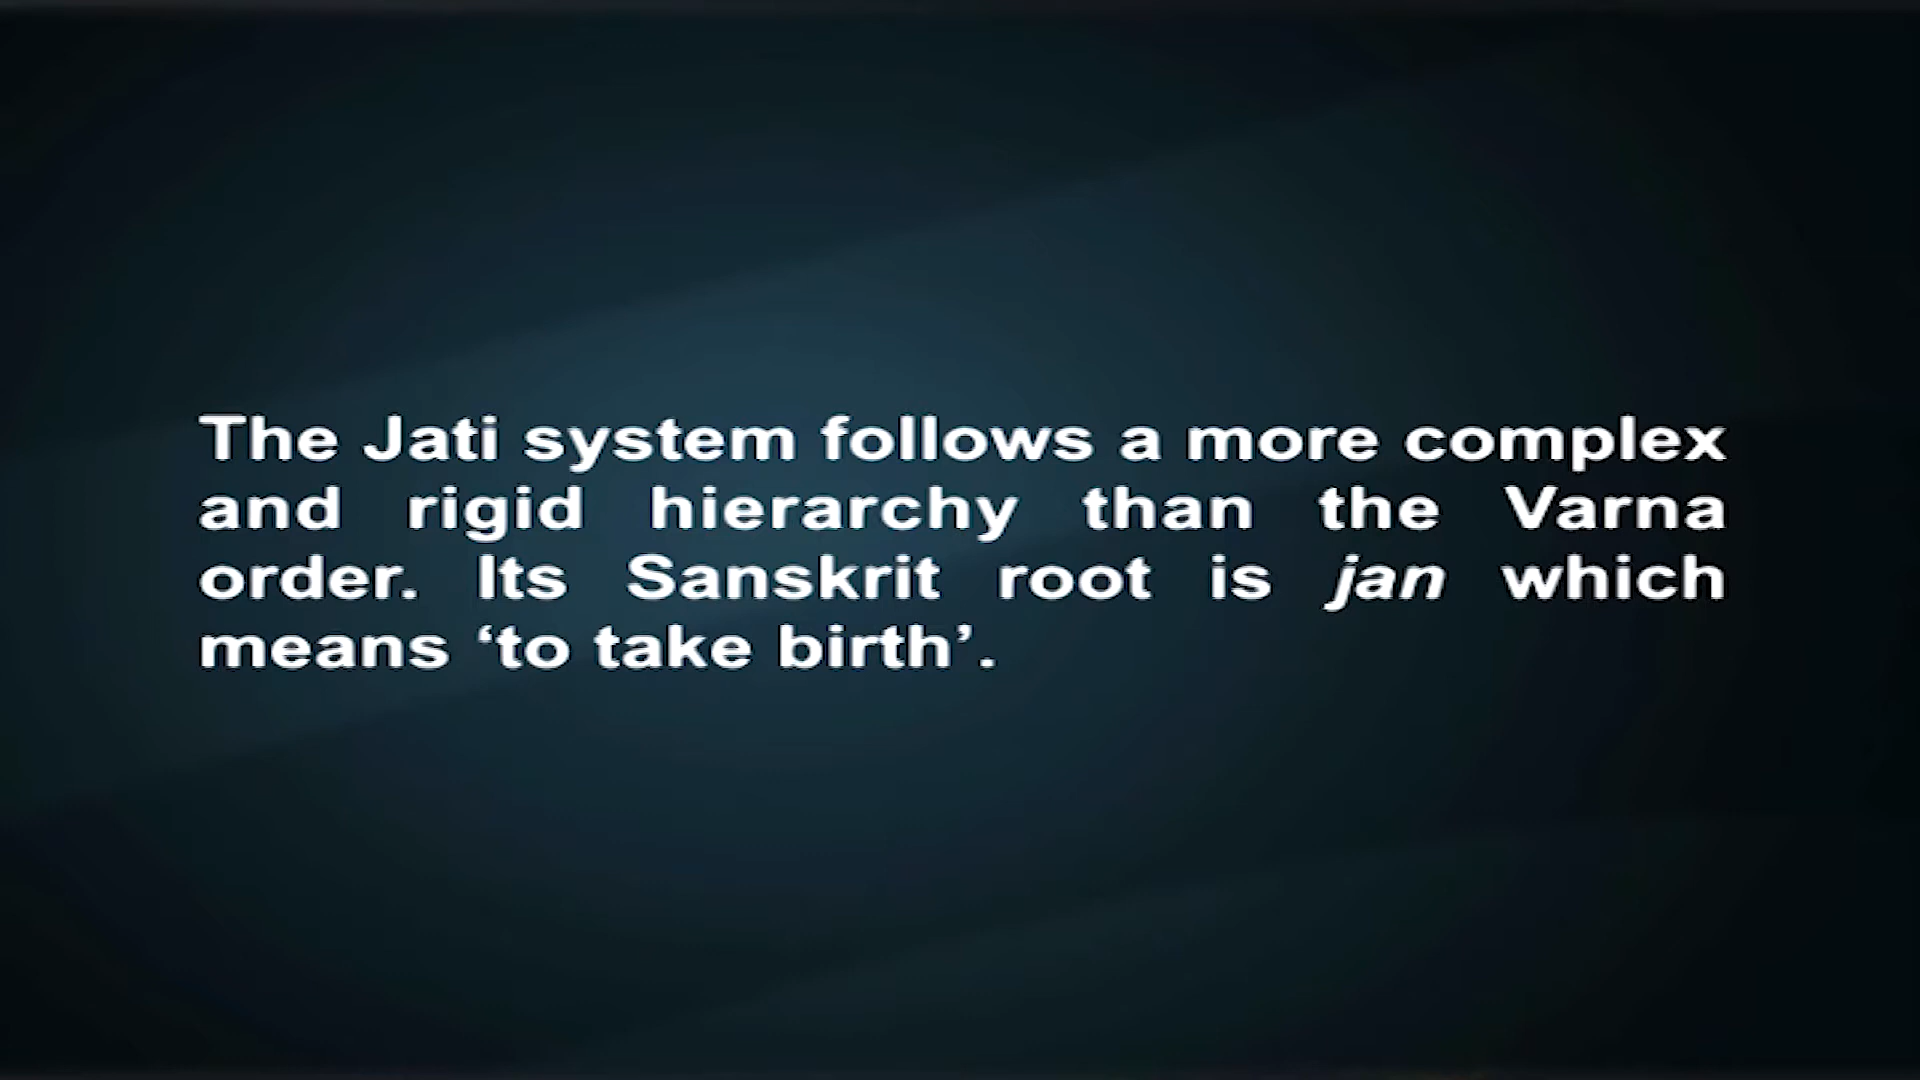 The Jati system follows a more complex
and rigid hierarchy than the Varna
order. Its Sanskrit root is jan which
means ‘to take birth’.